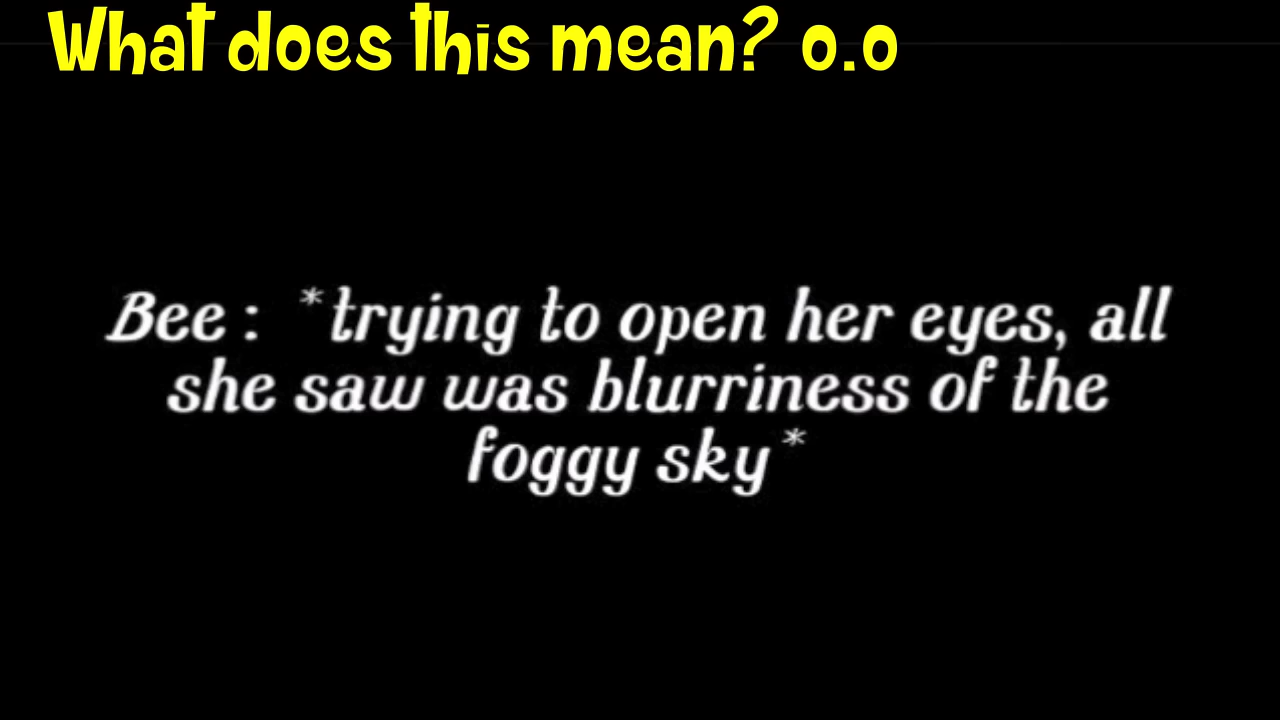 What does this mean? o.o
Bee : *trying to open her eyes, all
she saw was blurriness of the
foggy sky*